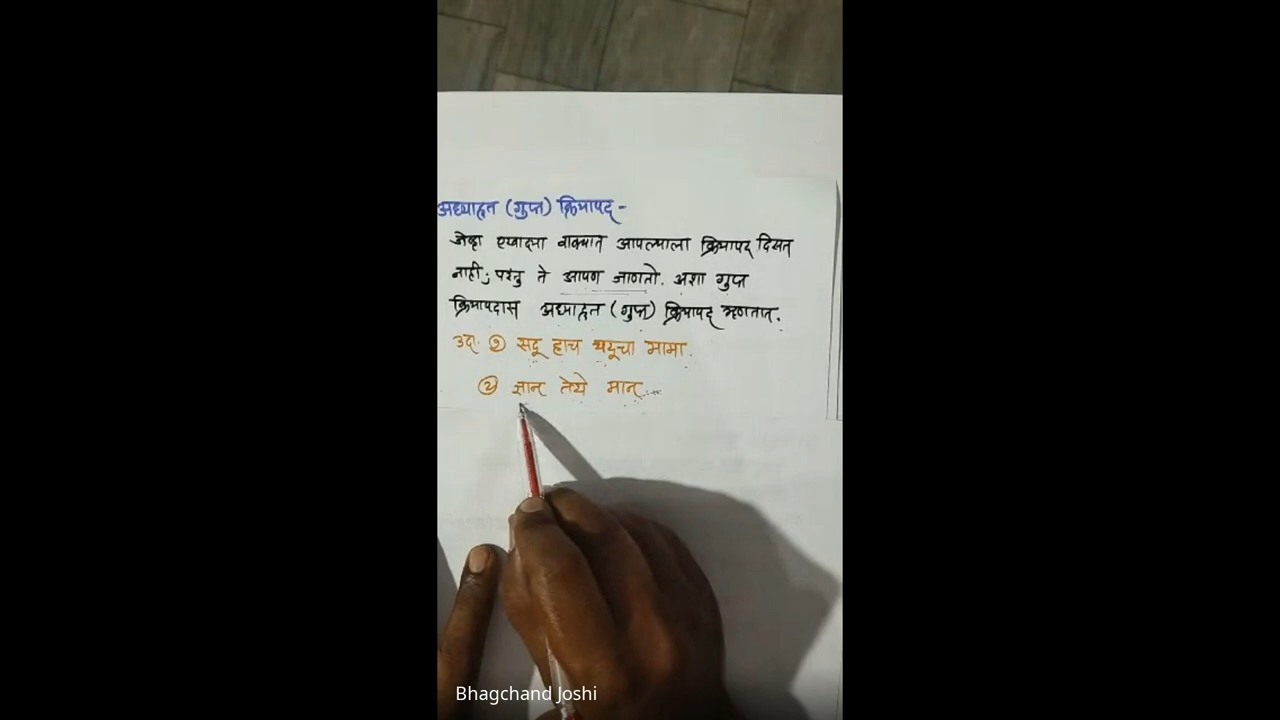 अध्याहृत (गुप्त) क्रियापद -
जेव्हा एखाद्या वाक्यात आपल्याला क्रियापद दिसत
नाही; परंतु ते आपण जाणतो. अशा गुप्त
क्रियापदास अध्याहृत (गुप्त) क्रियापद म्हणतात.
उदा. १ सदू हाच यदूचा मामा.
२ ज्ञान तेथे मान
Bhagchand Joshi